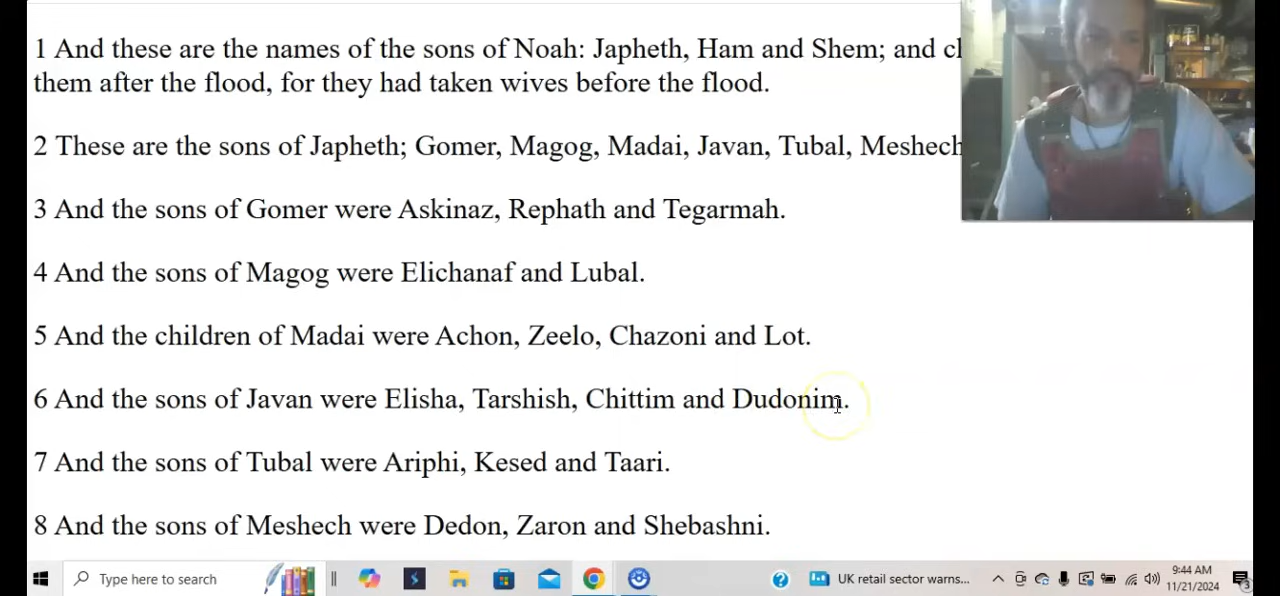 1 And these are the names of the sons of Noah: Japheth, Ham and Shem; and
them after the flood, for they had taken wives before the flood.
2 These are the sons of Japheth; Gomer, Magog, Madai, Javan, Tubal, Meshech
3 And the sons of Gomer were Askinaz, Rephath and Tegarmah.
4 And the sons of Magog were Elichanaf and Lubal.
5 And the children of Madai were Achon, Zeelo, Chazoni and Lot.
6 And the sons of Javan were Elisha, Tarshish, Chittim and Dudonim.
7 And the sons of Tubal were Ariphi, Kesed and Taari.
8 And the sons of Meshech were Dedon, Zaron and Shebashni.
Type here to search
UK retail sector warns...
9:44 AM
11/21/2024
3